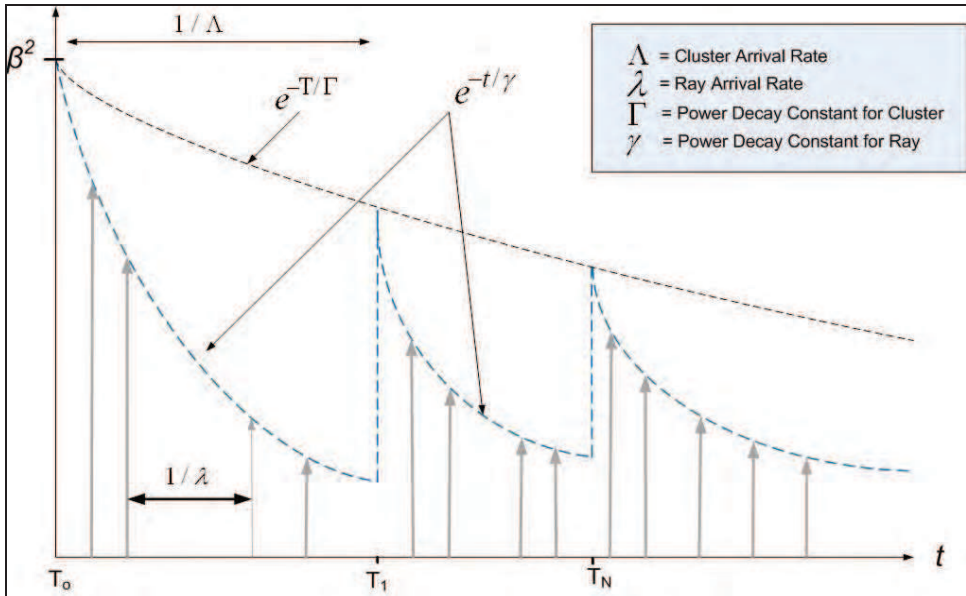 β²
1 / Λ
e^{-T/Γ}
e^{-t/γ}
Λ = Cluster Arrival Rate
λ = Ray Arrival Rate
Γ = Power Decay Constant for Cluster
γ = Power Decay Constant for Ray
1 / λ
t
T₀
T₁
T_N